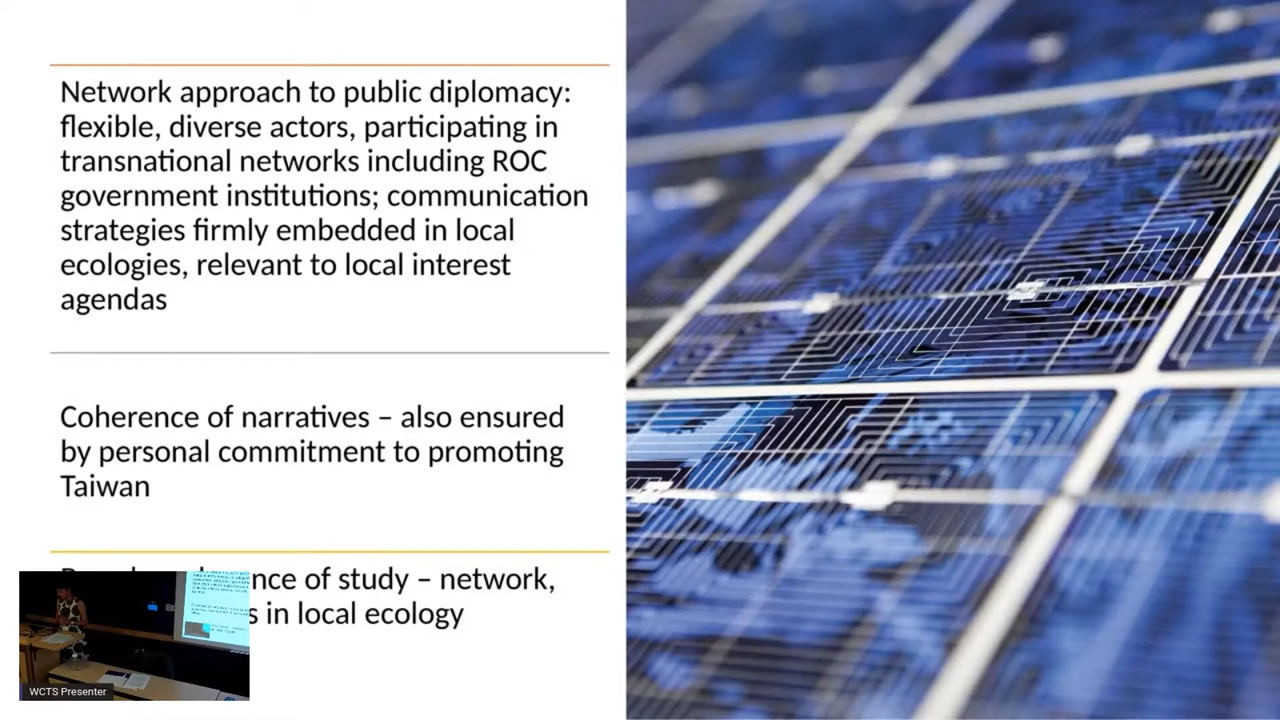 Network approach to public diplomacy:
flexible, diverse actors, participating in
transnational networks including ROC
government institutions; communication
strategies firmly embedded in local
ecologies, relevant to local interest
agendas
Coherence of narratives – also ensured
by personal commitment to promoting
Taiwan
of study – network,
in local ecology
WCTS Presenter